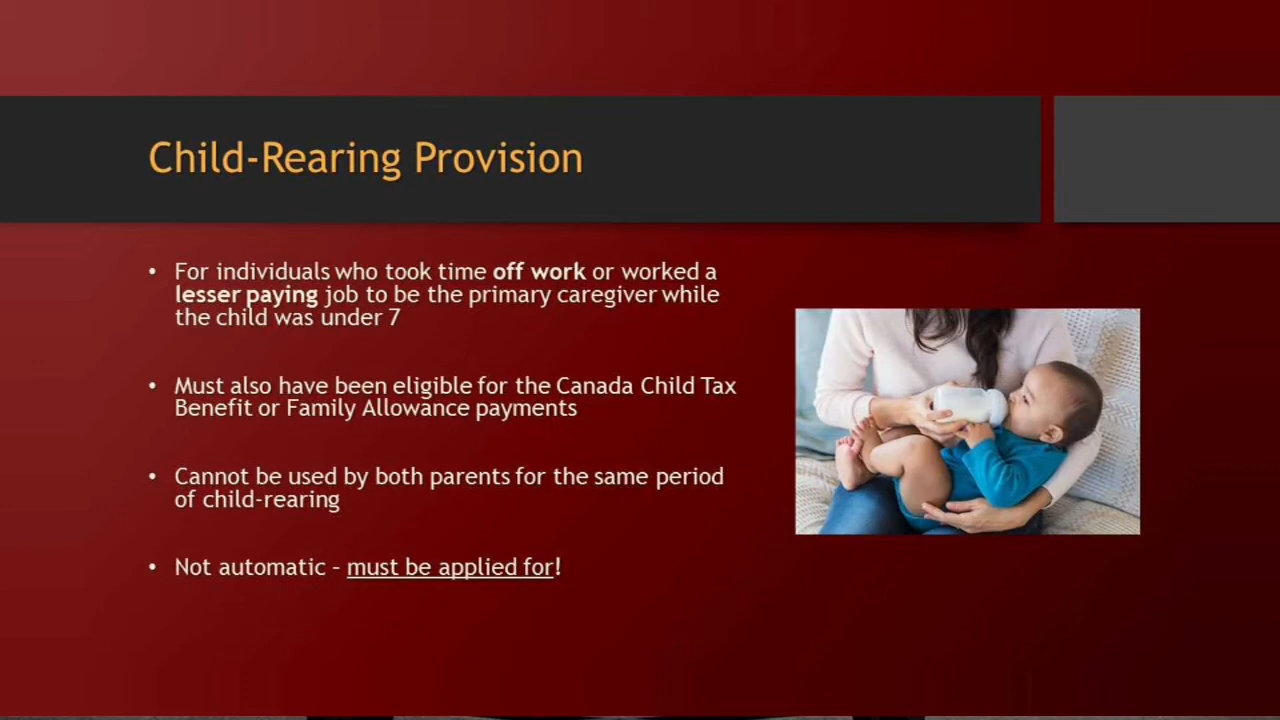 Child-Rearing Provision
• For individuals who took time off work or worked a
lesser paying job to be the primary caregiver while
the child was under 7
• Must also have been eligible for the Canada Child Tax
Benefit or Family Allowance payments
• Cannot be used by both parents for the same period
of child-rearing
• Not automatic – must be applied for!